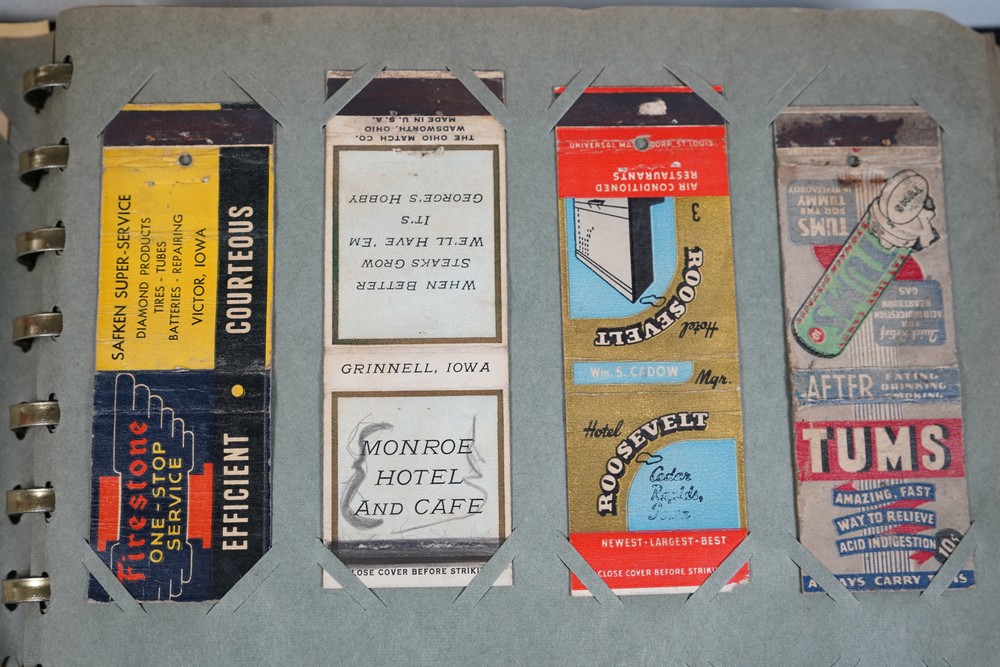 SAFKEN SUPER-SERVICE
DIAMOND PRODUCTS
TIRES - TUBES
BATTERIES - REPAIRING
VICTOR, IOWA
COURTEOUS
Firestone
ONE-STOP
SERVICE
EFFICIENT
THE OHIO MATCH CO.
WADSWORTH, OHIO
MADE IN U. S. A.
WHEN BETTER
STEAKS GROW
WE'LL HAVE 'EM
IT'S
GEORGE'S HOBBY
GRINNELL, IOWA
MONROE
HOTEL
AND CAFE
LOSE COVER BEFORE STRIKI
UNIVERSAL MA CORP. ST. LOUIS
AIR CONDITIONED
RESTAURANTS
3
Hotel
ROOSEVELT
Wm. S. CADOW
Mgr.
Hotel
ROOSEVELT
Cedar
Rapids,
Iowa
NEWEST - LARGEST - BEST
CLOSE COVER BEFORE STRIKI
TUMS
FOR THE
TUMMY
TUMS
Quick Relief
FOR
ACID INDIGESTION
HEARTBURN
GAS
AFTER EATING
DRINKING
SMOKING
TUMS
AMAZING, FAST
WAY TO RELIEVE
ACID INDIGESTION
10¢
ALWAYS CARRY TUMS